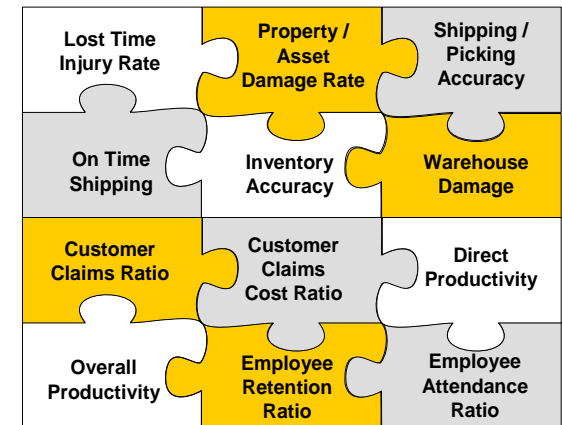 Lost Time
Injury Rate
Property /
Asset
Damage Rate
Shipping /
Picking
Accuracy
On Time
Shipping
Inventory
Accuracy
Warehouse
Damage
Customer
Claims Ratio
Customer
Claims
Cost Ratio
Direct
Productivity
Overall
Productivity
Employee
Retention
Ratio
Employee
Attendance
Ratio